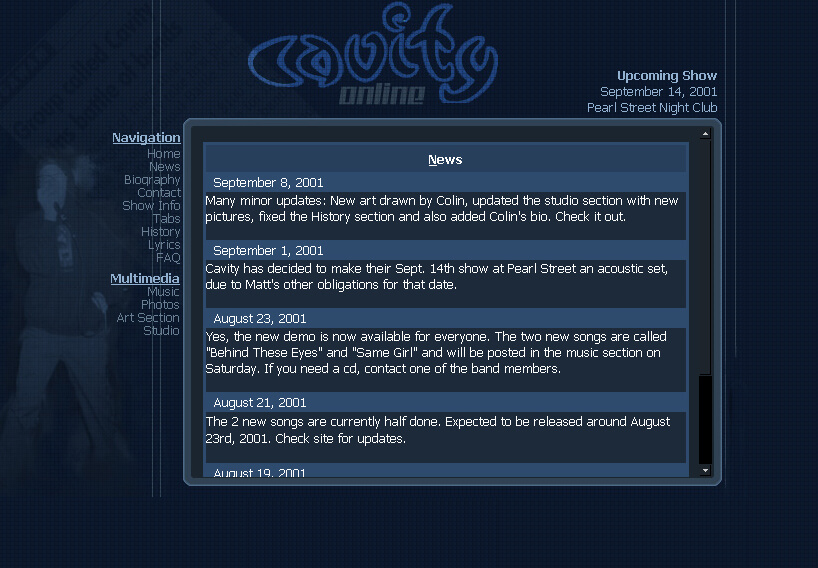 cavity
online
Upcoming Show
September 14, 2001
Pearl Street Night Club
Navigation
Home
News
Biography
Contact
Show Info
Tabs
History
Lyrics
FAQ
Multimedia
Music
Photos
Art Section
Studio
News
September 8, 2001
Many minor updates: New art drawn by Colin, updated the studio section with new
pictures, fixed the History section and also added Colin's bio. Check it out.
September 1, 2001
Cavity has decided to make their Sept. 14th show at Pearl Street an acoustic set,
due to Matt's other obligations for that date.
August 23, 2001
Yes, the new demo is now available for everyone. The two new songs are called
"Behind These Eyes" and "Same Girl" and will be posted in the music section on
Saturday. If you need a cd, contact one of the band members.
August 21, 2001
The 2 new songs are currently half done. Expected to be released around August
23rd, 2001. Check site for updates.
August 19, 2001